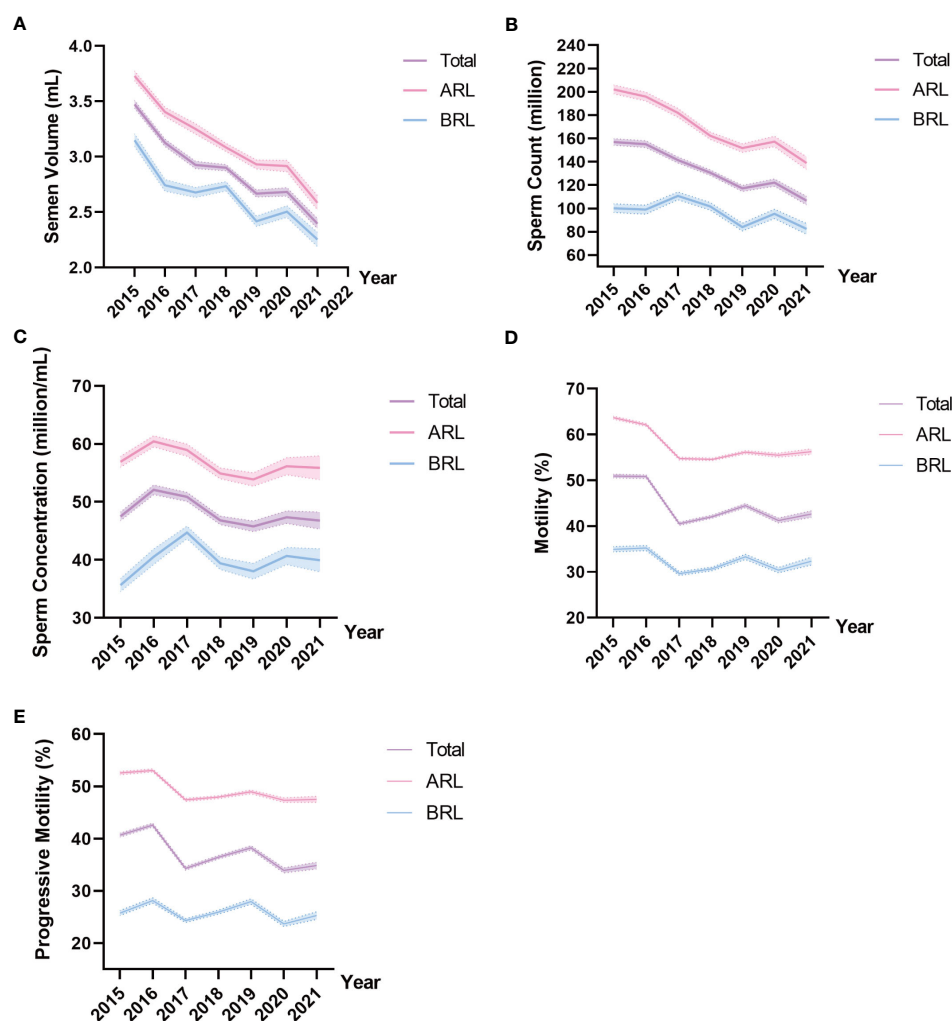 A
Semen Volume (mL)
4.0
3.5
3.0
2.5
2.0
2015
2016
2017
2018
2019
2020
2021
2022
Year
Total
ARL
BRL
B
Sperm Count (million)
240
220
200
180
160
140
120
100
80
60
2015
2016
2017
2018
2019
2020
2021
Year
Total
ARL
BRL
C
Sperm Concentration (million/mL)
70
60
50
40
30
2015
2016
2017
2018
2019
2020
2021
Year
Total
ARL
BRL
D
Motility (%)
70
60
50
40
30
20
2015
2016
2017
2018
2019
2020
2021
Year
Total
ARL
BRL
E
Progressive Motility (%)
60
50
40
30
20
2015
2016
2017
2018
2019
2020
2021
Year
Total
ARL
BRL